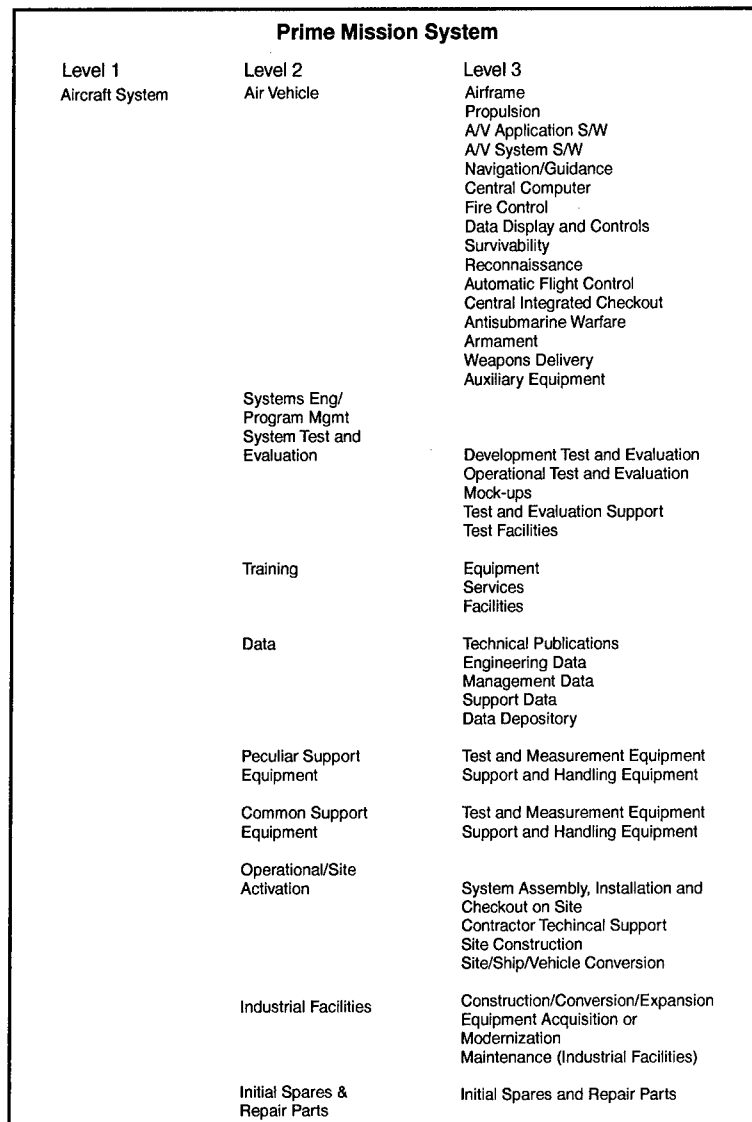 Prime Mission System
Level 1 Level 2 Level 3
Aircraft System Air Vehicle Airframe
Propulsion
A/V Application S/W
A/V System S/W
Navigation/Guidance
Central Computer
Fire Control
Data Display and Controls
Survivability
Reconnaissance
Automatic Flight Control
Central Integrated Checkout
Antisubmarine Warfare
Armament
Weapons Delivery
Auxiliary Equipment
Systems Eng/
Program Mgmt
System Test and
Evaluation Development Test and Evaluation
Operational Test and Evaluation
Mock-ups
Test and Evaluation Support
Test Facilities
Training Equipment
Services
Facilities
Data Technical Publications
Engineering Data
Management Data
Support Data
Data Depository
Peculiar Support Test and Measurement Equipment
Equipment Support and Handling Equipment
Common Support Test and Measurement Equipment
Equipment Support and Handling Equipment
Operational/Site
Activation System Assembly, Installation and
Checkout on Site
Contractor Techincal Support
Site Construction
Site/Ship/Vehicle Conversion
Industrial Facilities Construction/Conversion/Expansion
Equipment Acquisition or
Modernization
Maintenance (Industrial Facilities)
Initial Spares & Initial Spares and Repair Parts
Repair Parts